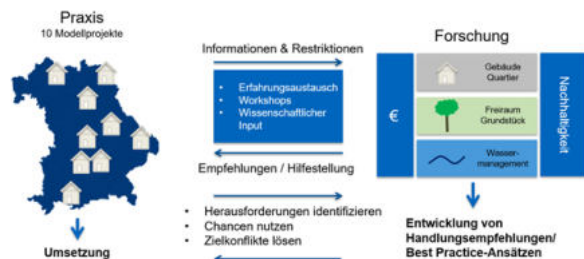 Praxis
10 Modellprojekte
Umsetzung
Informationen & Restriktionen
• Erfahrungsaustausch
• Workshops
• Wissenschaftlicher
Input
Empfehlungen / Hilfestellung
• Herausforderungen identifizieren
• Chancen nutzen
• Zielkonflikte lösen
Forschung
€
Gebäude
Quartier
Freiraum
Grundstück
Wasser-
management
Nachhaltigkeit
Entwicklung von
Handlungsempfehlungen/
Best Practice-Ansätzen